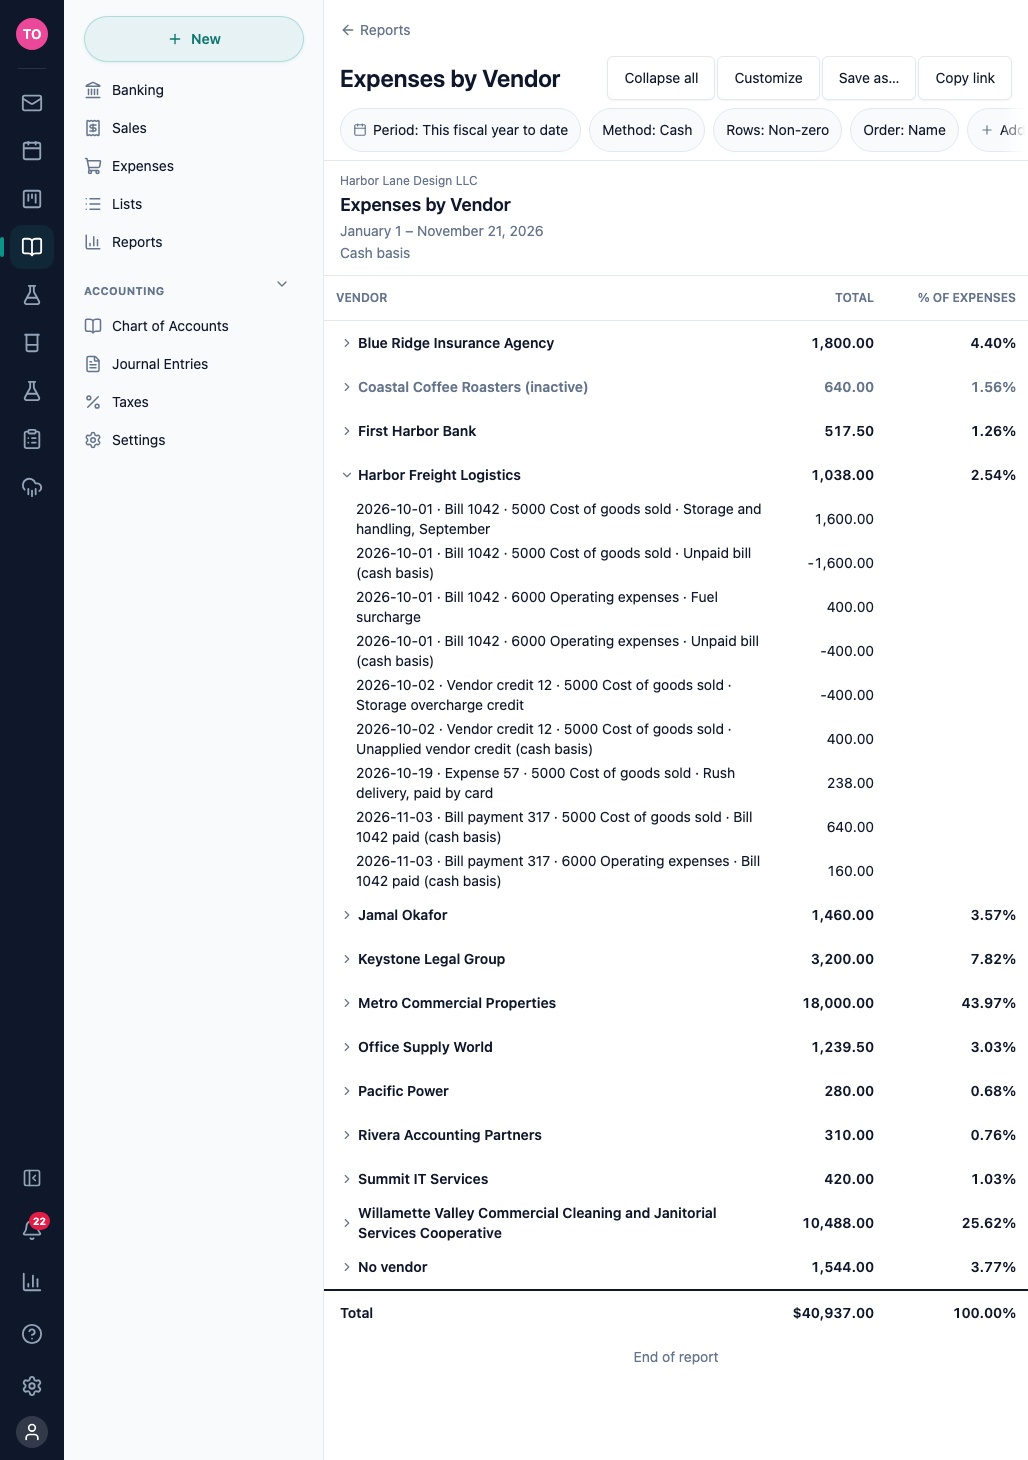 TO
New
Banking
Sales
Expenses
Lists
Reports
ACCOUNTING
Chart of Accounts
Journal Entries
Taxes
Settings
22
Reports
Expenses by Vendor
Collapse all
Customize
Save as...
Copy link
Period: This fiscal year to date
Method: Cash
Rows: Non-zero
Order: Name
Harbor Lane Design LLC
Expenses by Vendor
January 1 – November 21, 2026
Cash basis
VENDOR TOTAL % OF EXPENSES
Blue Ridge Insurance Agency 1,800.00 4.40%
Coastal Coffee Roasters (inactive) 640.00 1.56%
First Harbor Bank 517.50 1.26%
Harbor Freight Logistics 1,038.00 2.54%
2026-10-01 · Bill 1042 · 5000 Cost of goods sold · Storage and
handling, September 1,600.00
2026-10-01 · Bill 1042 · 5000 Cost of goods sold · Unpaid bill
(cash basis) -1,600.00
2026-10-01 · Bill 1042 · 6000 Operating expenses · Fuel
surcharge 400.00
2026-10-01 · Bill 1042 · 6000 Operating expenses · Unpaid bill
(cash basis) -400.00
2026-10-02 · Vendor credit 12 · 5000 Cost of goods sold ·
Storage overcharge credit -400.00
2026-10-02 · Vendor credit 12 · 5000 Cost of goods sold ·
Unapplied vendor credit (cash basis) 400.00
2026-10-19 · Expense 57 · 5000 Cost of goods sold · Rush
delivery, paid by card 238.00
2026-11-03 · Bill payment 317 · 5000 Cost of goods sold · Bill
1042 paid (cash basis) 640.00
2026-11-03 · Bill payment 317 · 6000 Operating expenses · Bill
1042 paid (cash basis) 160.00
Jamal Okafor 1,460.00 3.57%
Keystone Legal Group 3,200.00 7.82%
Metro Commercial Properties 18,000.00 43.97%
Office Supply World 1,239.50 3.03%
Pacific Power 280.00 0.68%
Rivera Accounting Partners 310.00 0.76%
Summit IT Services 420.00 1.03%
Willamette Valley Commercial Cleaning and Janitorial
Services Cooperative 10,488.00 25.62%
No vendor 1,544.00 3.77%
Total $40,937.00 100.00%
End of report